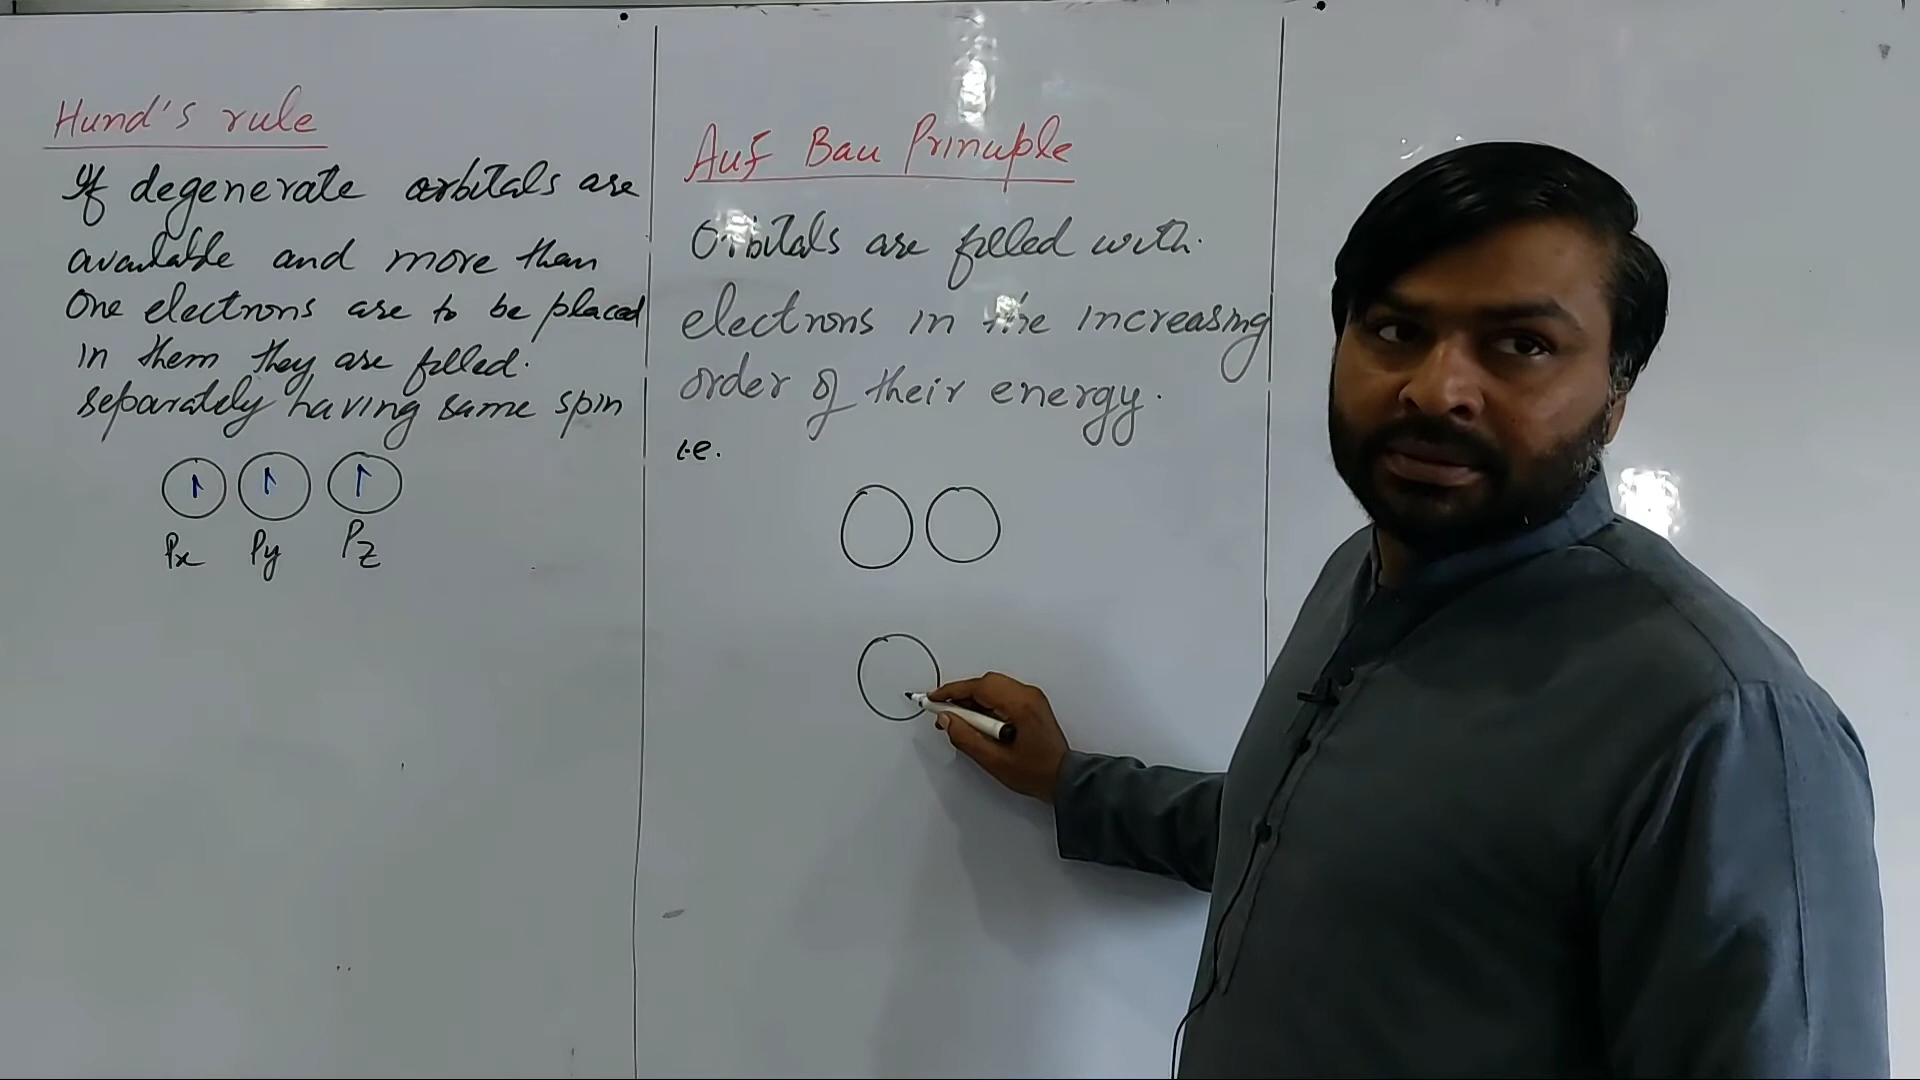 Hund's rule
If degenerate orbitals are
available and more than
One electrons are to be placed
in them they are filled.
separately having same spin
Px Py Pz
Auf Bau Principle
Orbitals are filled with.
electrons in the increasing
order of their energy.
i.e.